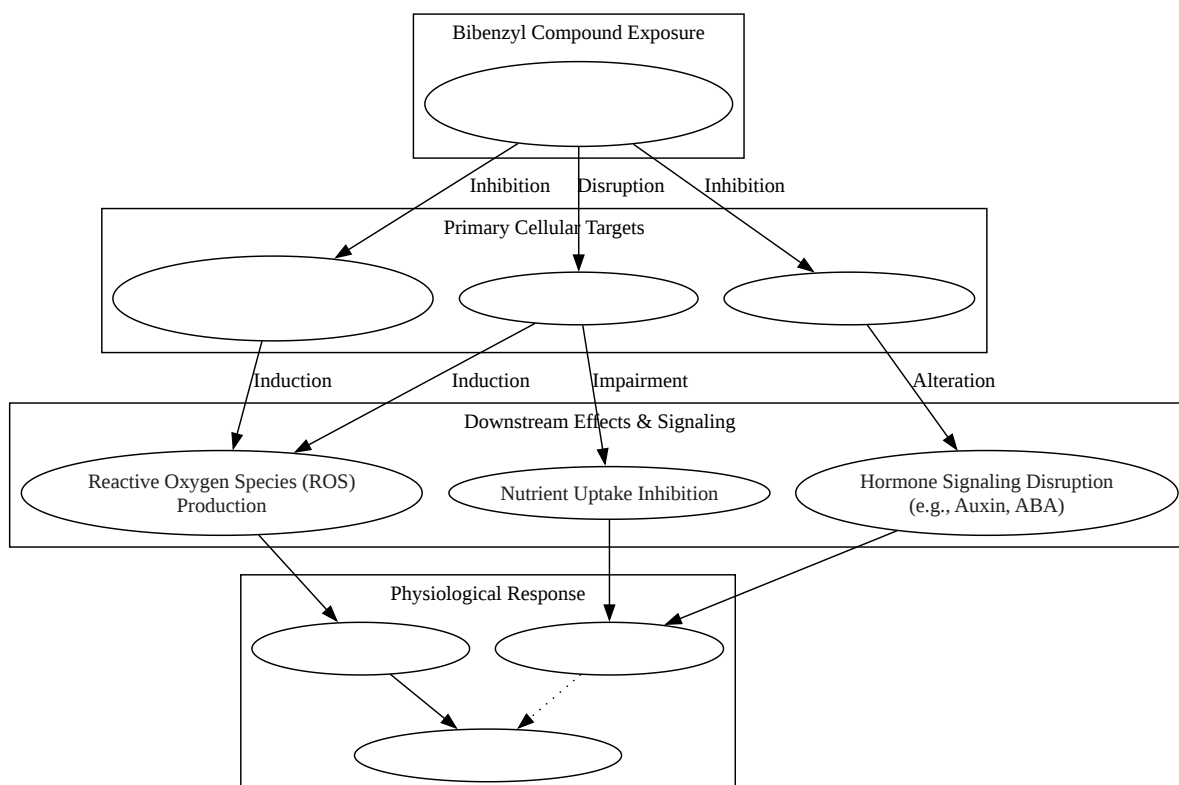 Bibenzyl Compound Exposure
Inhibition
Disruption
Inhibition
Primary Cellular Targets
Induction
Induction
Impairment
Alteration
Downstream Effects & Signaling
Reactive Oxygen Species (ROS)
Production
Nutrient Uptake Inhibition
Hormone Signaling Disruption
(e.g., Auxin, ABA)
Physiological Response